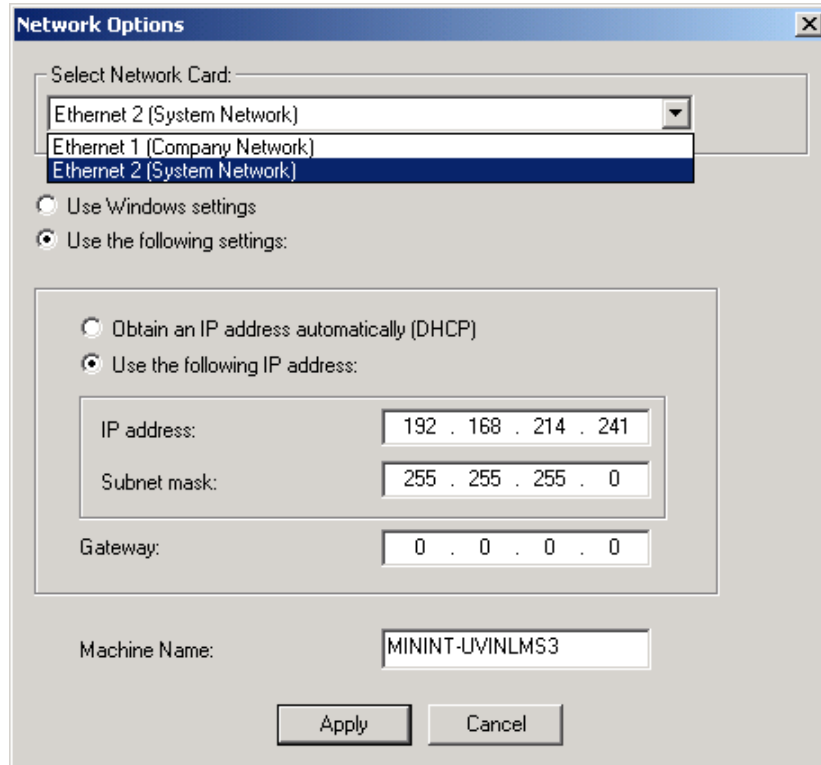 Network Options
Select Network Card:
Ethernet 2 (System Network)
Ethernet 1 (Company Network)
Ethernet 2 (System Network)
Use Windows settings
Use the following settings:
Obtain an IP address automatically (DHCP)
Use the following IP address:
IP address: 192 . 168 . 214 . 241
Subnet mask: 255 . 255 . 255 . 0
Gateway: 0 . 0 . 0 . 0
Machine Name: MININT-UVINLMS3
Apply Cancel